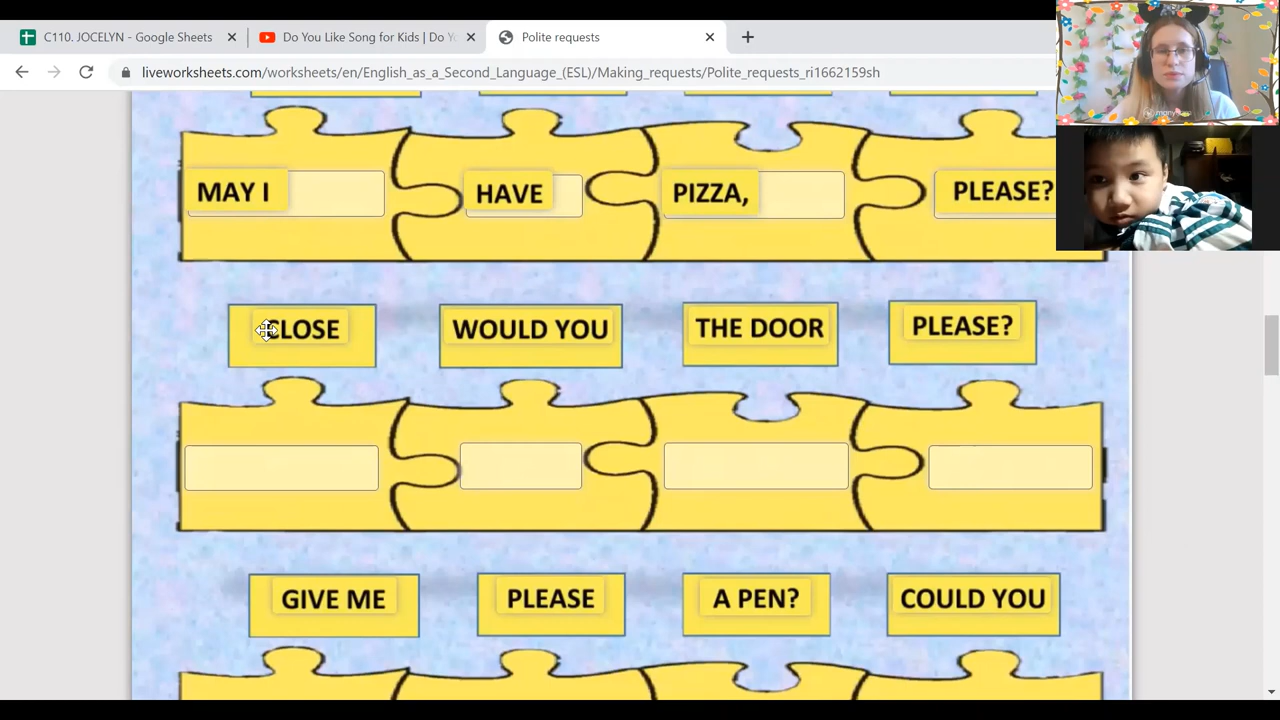 C110. JOCELYN - Google Sheets
Do You Like Song for Kids | Do Yo
Polite requests
liveworksheets.com/worksheets/en/English_as_a_Second_Language_(ESL)/Making_requests/Polite_requests_ri1662159sh
MAY I HAVE PIZZA, PLEASE?
CLOSE WOULD YOU THE DOOR PLEASE?
GIVE ME PLEASE A PEN? COULD YOU